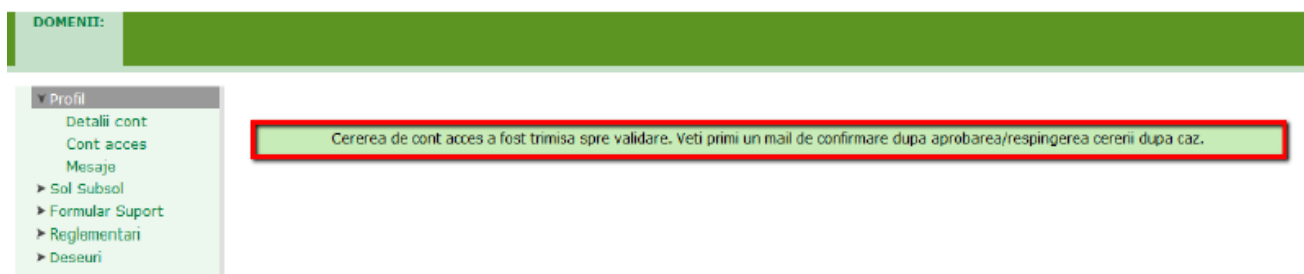 DOMENII:
Profil
Detalii cont
Cont acces
Mesaje
Sol Subsol
Formular Suport
Reglementari
Deseuri
Cererea de cont acces a fost trimisa spre validare. Veti primi un mail de confirmare dupa aprobarea/respingerea cererii dupa caz.